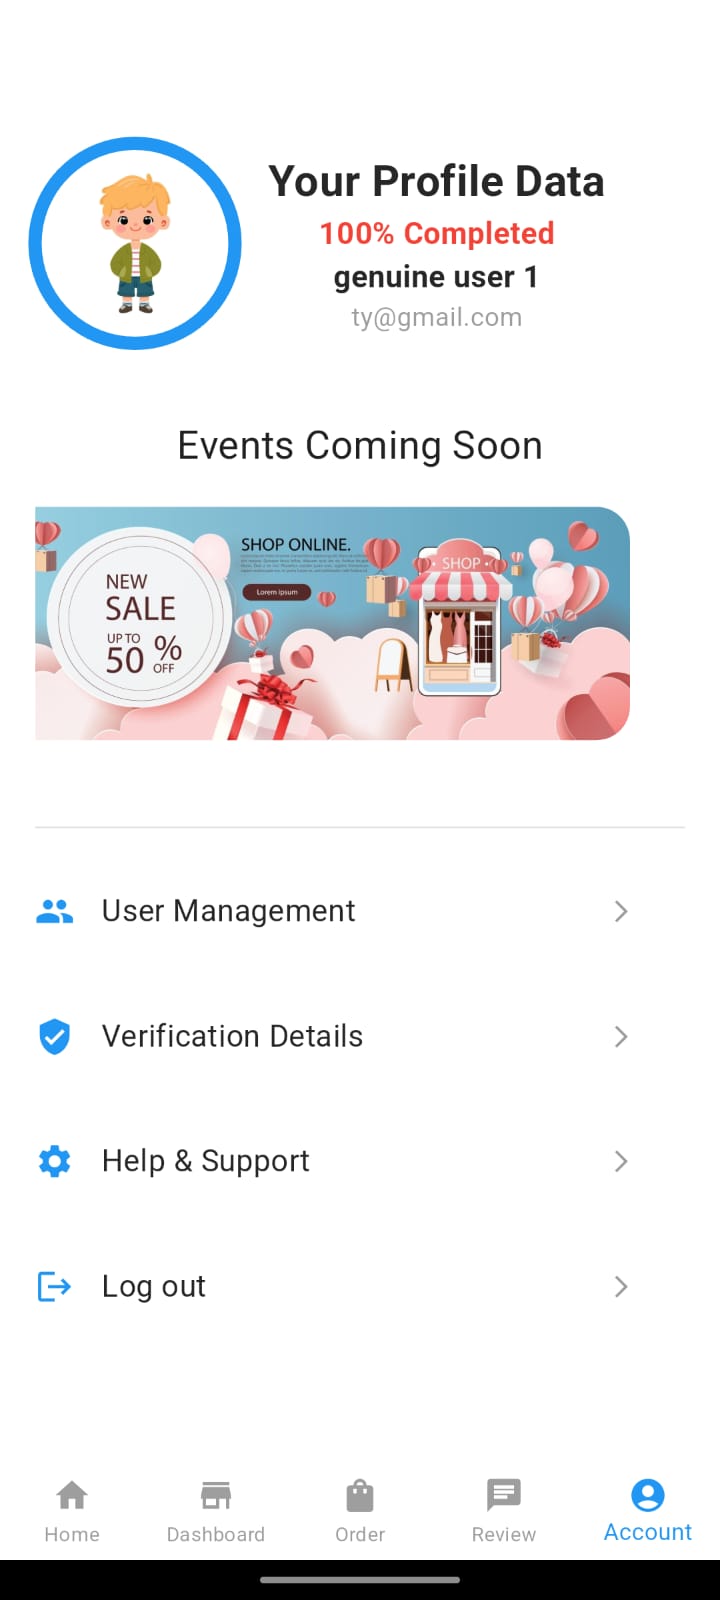 Your Profile Data
100% Completed
genuine user 1
ty@gmail.com
Events Coming Soon
NEW
SALE
UP TO
50 %
OFF
SHOP ONLINE.
Lorem ipsum
SHOP
User Management
Verification Details
Help & Support
Log out
Home
Dashboard
Order
Review
Account